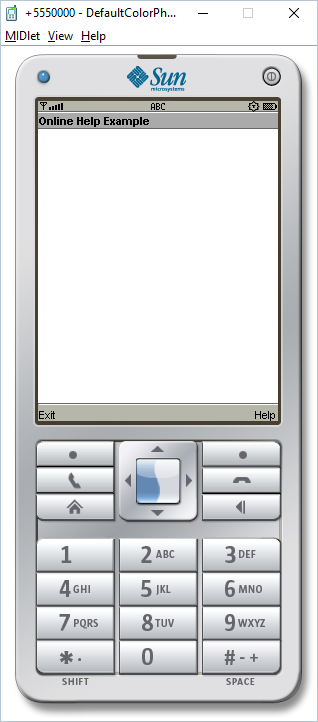 +5550000 - DefaultColorPh...
MIDlet View Help
Sun
microsystems
ABC
Online Help Example
Exit Help
1 2 ABC 3 DEF
4 GHI 5 JKL 6 MNO
7 PQRS 8 TUV 9 WXYZ
* . 0 # - +
SHIFT SPACE